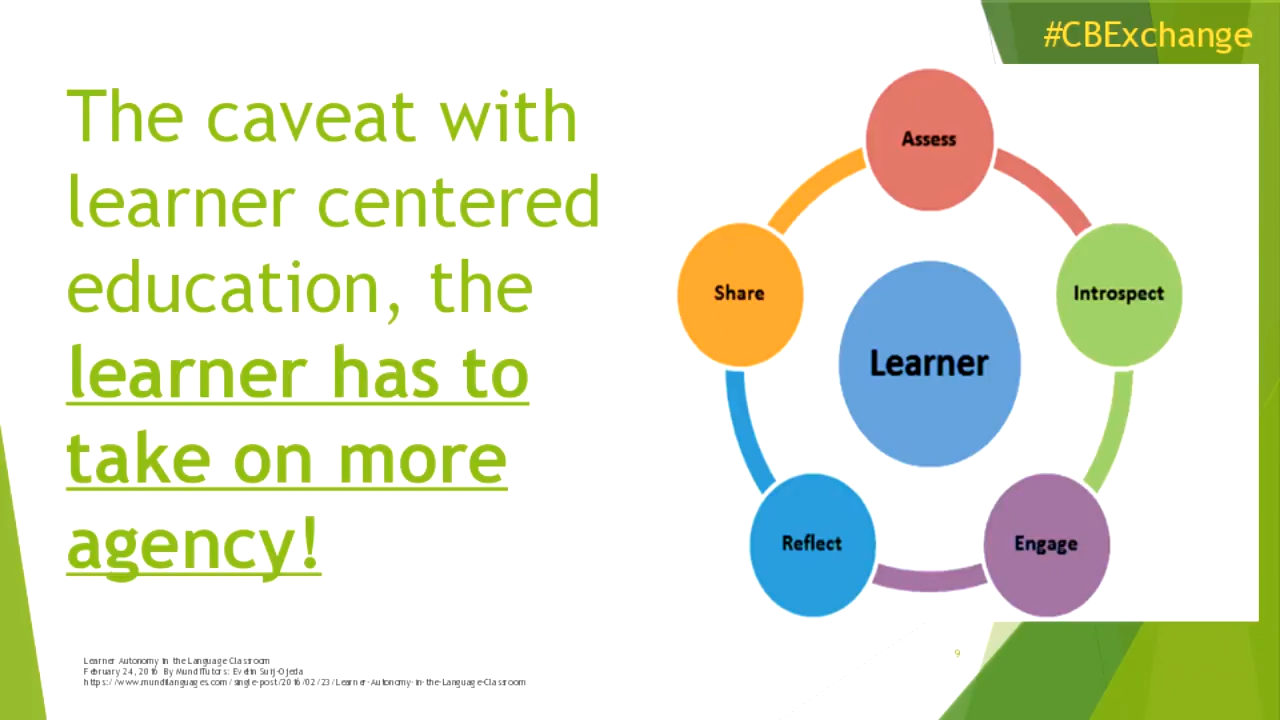 #CBExchange
The caveat with
learner centered
education, the
learner has to
take on more
agency!
Assess
Share
Introspect
Learner
Reflect
Engage
9
Learner Autonomy in the Language Classroom
February 24, 2016 By MundiTutors: Evelin Suij-Ojeda
https://www.mundilanguages.com/single-post/2016/02/23/Learner-Autonomy-in-the-Language-Classroom